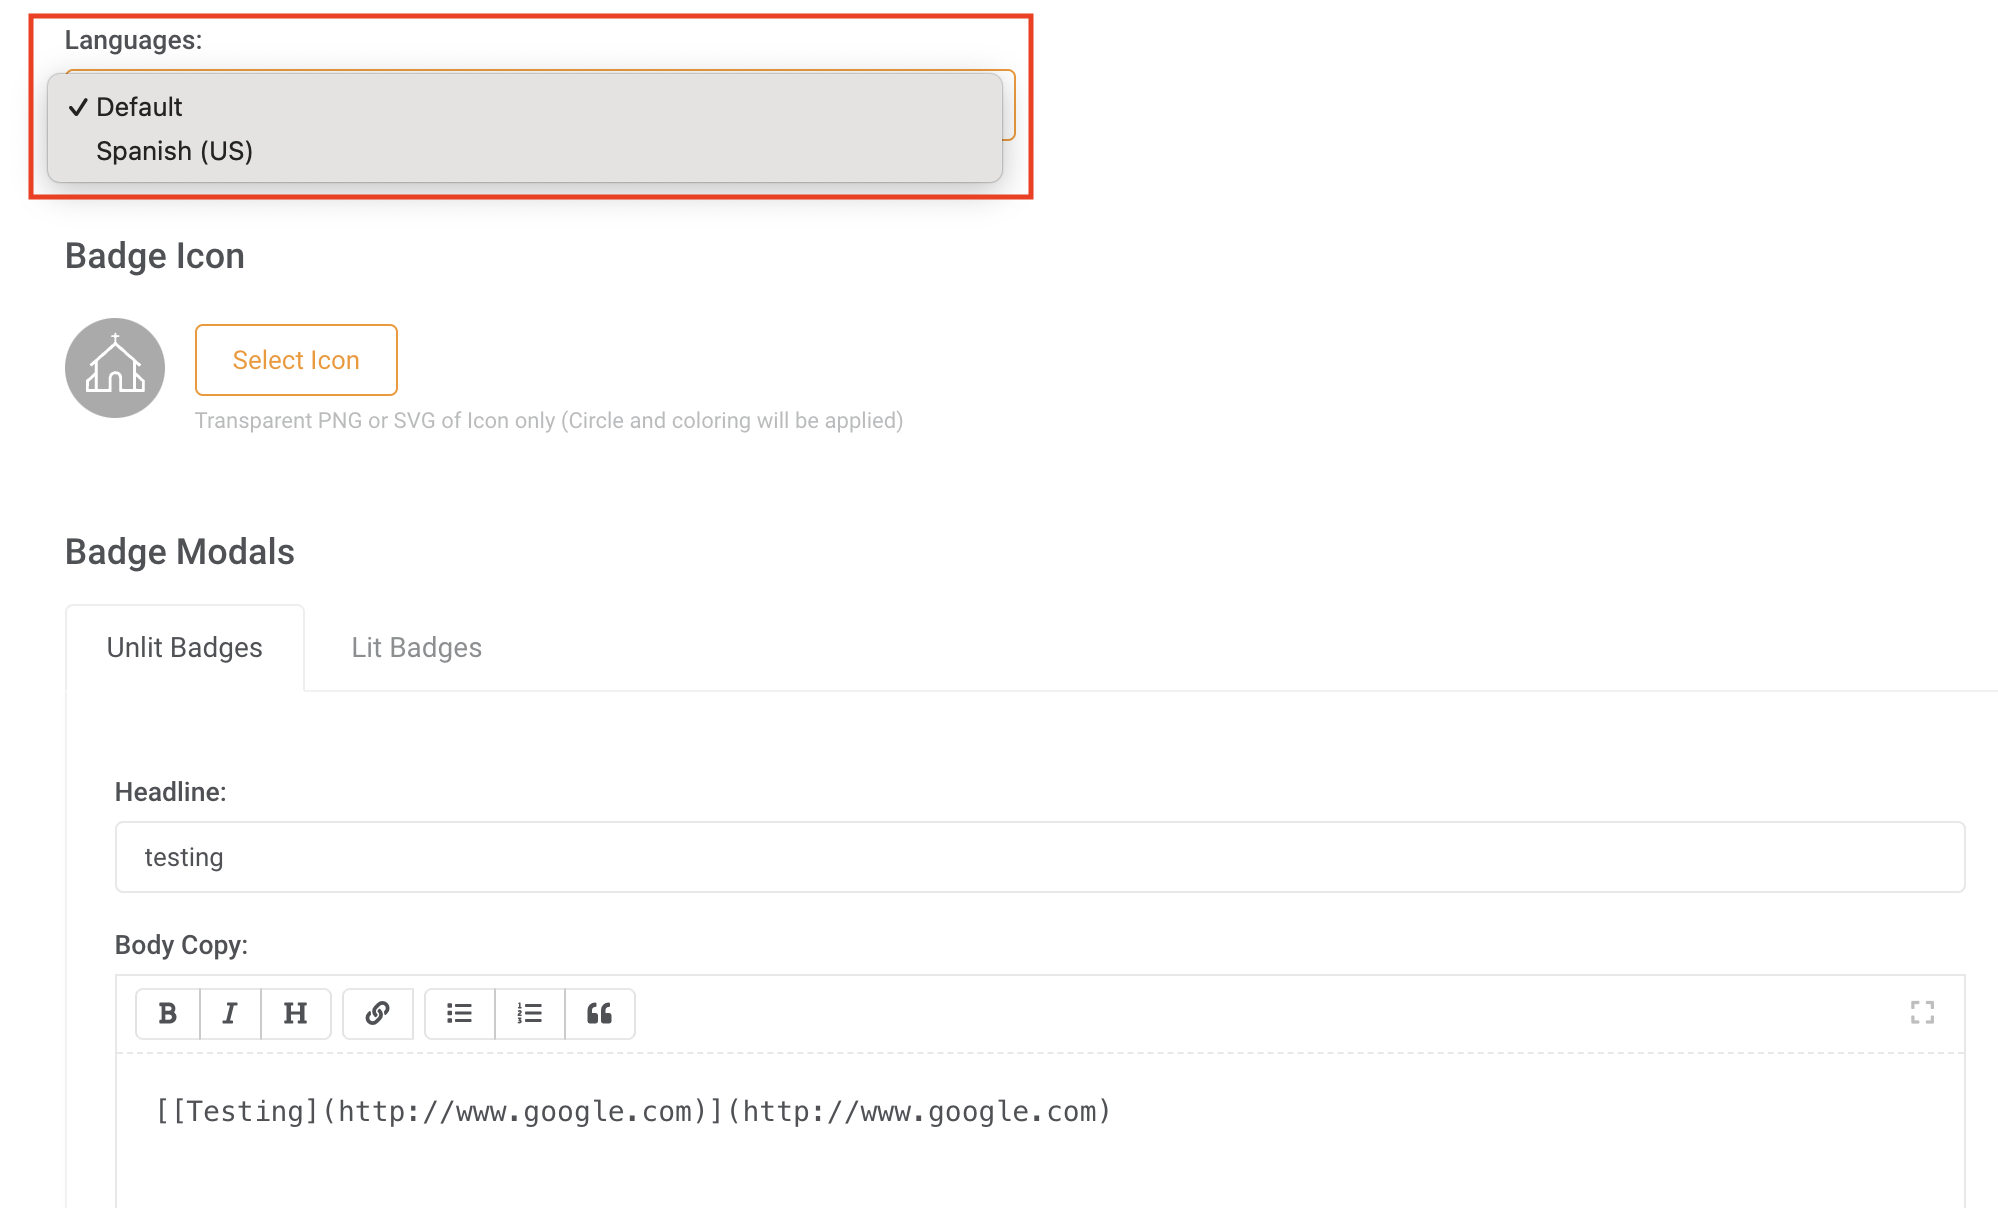 Languages:
✓ Default
Spanish (US)
Badge Icon
Select Icon
Transparent PNG or SVG of Icon only (Circle and coloring will be applied)
Badge Modals
Unlit Badges
Lit Badges
Headline:
testing
Body Copy:
B I H
[[Testing](http://www.google.com)](http://www.google.com)